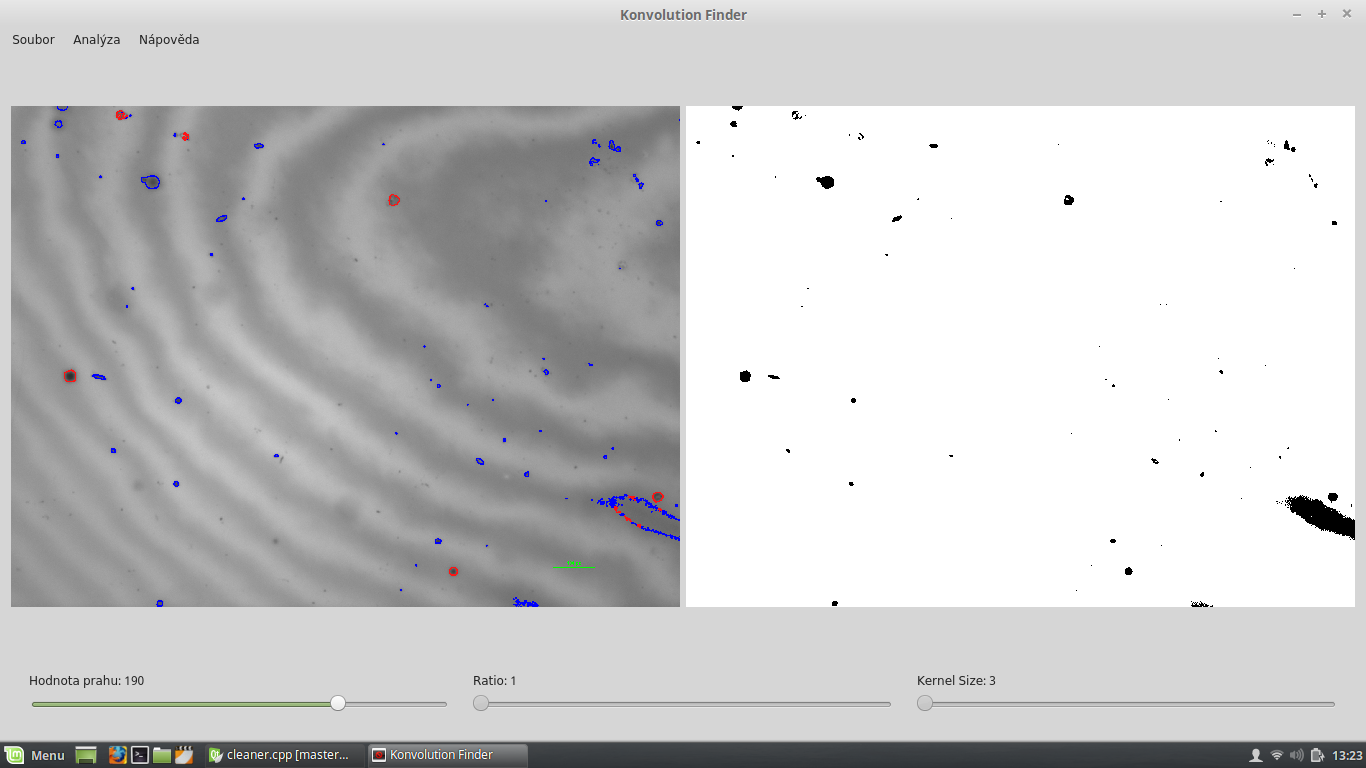 Konvolution Finder
Soubor Analýza Nápověda
Hodnota prahu: 190 Ratio: 1 Kernel Size: 3
Menu cleaner.cpp [master... Konvolution Finder 13:23